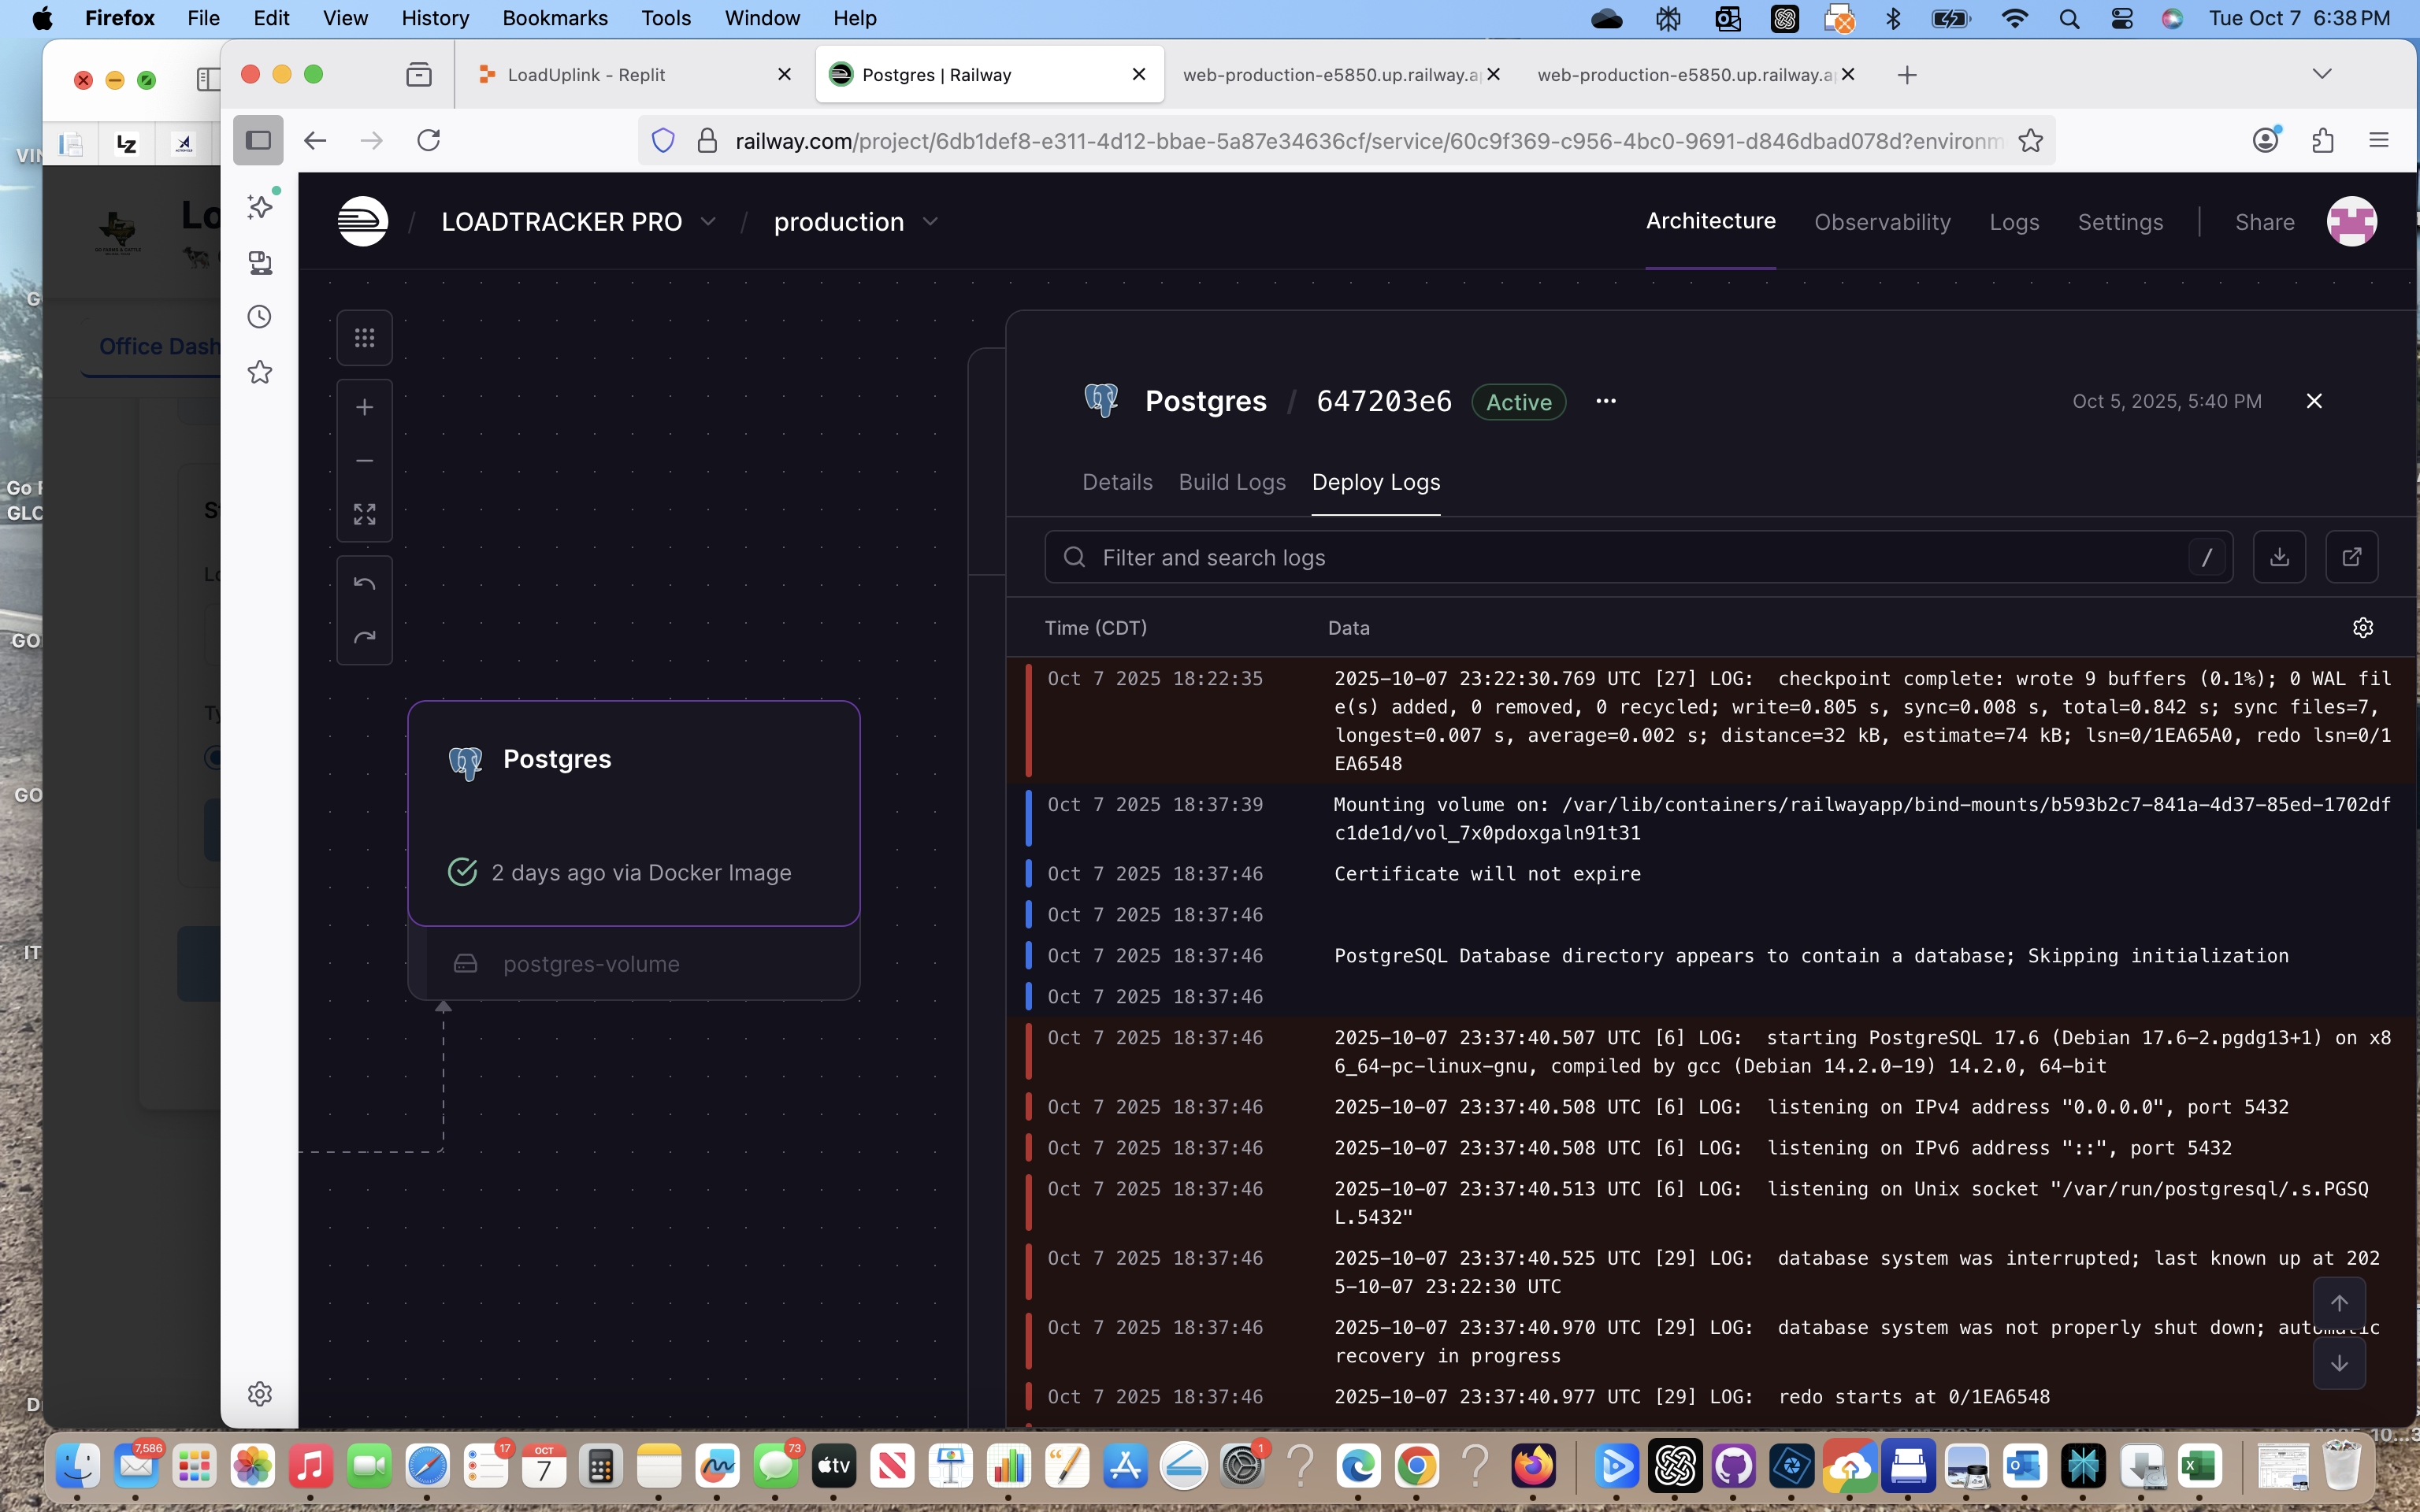 Firefox File Edit View History Bookmarks Tools Window Help Tue Oct 7 6:38 PM
LoadUplink - Replit
Postgres | Railway
web-production-e5850.up.railway.a
web-production-e5850.up.railway.a
railway.com/project/6db1def8-e311-4d12-bbae-5a87e34636cf/service/60c9f369-c956-4bc0-9691-d846dbad078d?environm
LZ
VIN
Lo
Office Dash
Go F
GLO
GO
GO
IT
/ LOADTRACKER PRO / production
Architecture Observability Logs Settings Share
Postgres / 647203e6 Active
Oct 5, 2025, 5:40 PM
Details Build Logs Deploy Logs
Filter and search logs /
Time (CDT) Data
Oct 7 2025 18:22:35 2025-10-07 23:22:30.769 UTC [27] LOG: checkpoint complete: wrote 9 buffers (0.1%); 0 WAL fil
e(s) added, 0 removed, 0 recycled; write=0.805 s, sync=0.008 s, total=0.842 s; sync files=7,
longest=0.007 s, average=0.002 s; distance=32 kB, estimate=74 kB; lsn=0/1EA65A0, redo lsn=0/1
EA6548
Oct 7 2025 18:37:39 Mounting volume on: /var/lib/containers/railwayapp/bind-mounts/b593b2c7-841a-4d37-85ed-1702df
c1de1d/vol_7x0pdoxgaln91t31
Oct 7 2025 18:37:46 Certificate will not expire
Oct 7 2025 18:37:46
Oct 7 2025 18:37:46 PostgreSQL Database directory appears to contain a database; Skipping initialization
Oct 7 2025 18:37:46
Oct 7 2025 18:37:46 2025-10-07 23:37:40.507 UTC [6] LOG: starting PostgreSQL 17.6 (Debian 17.6-2.pgdg13+1) on x8
6_64-pc-linux-gnu, compiled by gcc (Debian 14.2.0-19) 14.2.0, 64-bit
Oct 7 2025 18:37:46 2025-10-07 23:37:40.508 UTC [6] LOG: listening on IPv4 address "0.0.0.0", port 5432
Oct 7 2025 18:37:46 2025-10-07 23:37:40.508 UTC [6] LOG: listening on IPv6 address "::", port 5432
Oct 7 2025 18:37:46 2025-10-07 23:37:40.513 UTC [6] LOG: listening on Unix socket "/var/run/postgresql/.s.PGSQ
L.5432"
Oct 7 2025 18:37:46 2025-10-07 23:37:40.525 UTC [29] LOG: database system was interrupted; last known up at 202
5-10-07 23:22:30 UTC
Oct 7 2025 18:37:46 2025-10-07 23:37:40.970 UTC [29] LOG: database system was not properly shut down; automatic
recovery in progress
Oct 7 2025 18:37:46 2025-10-07 23:37:40.977 UTC [29] LOG: redo starts at 0/1EA6548
Postgres
2 days ago via Docker Image
postgres-volume
7,586
17
OCT
7
73
tv
1